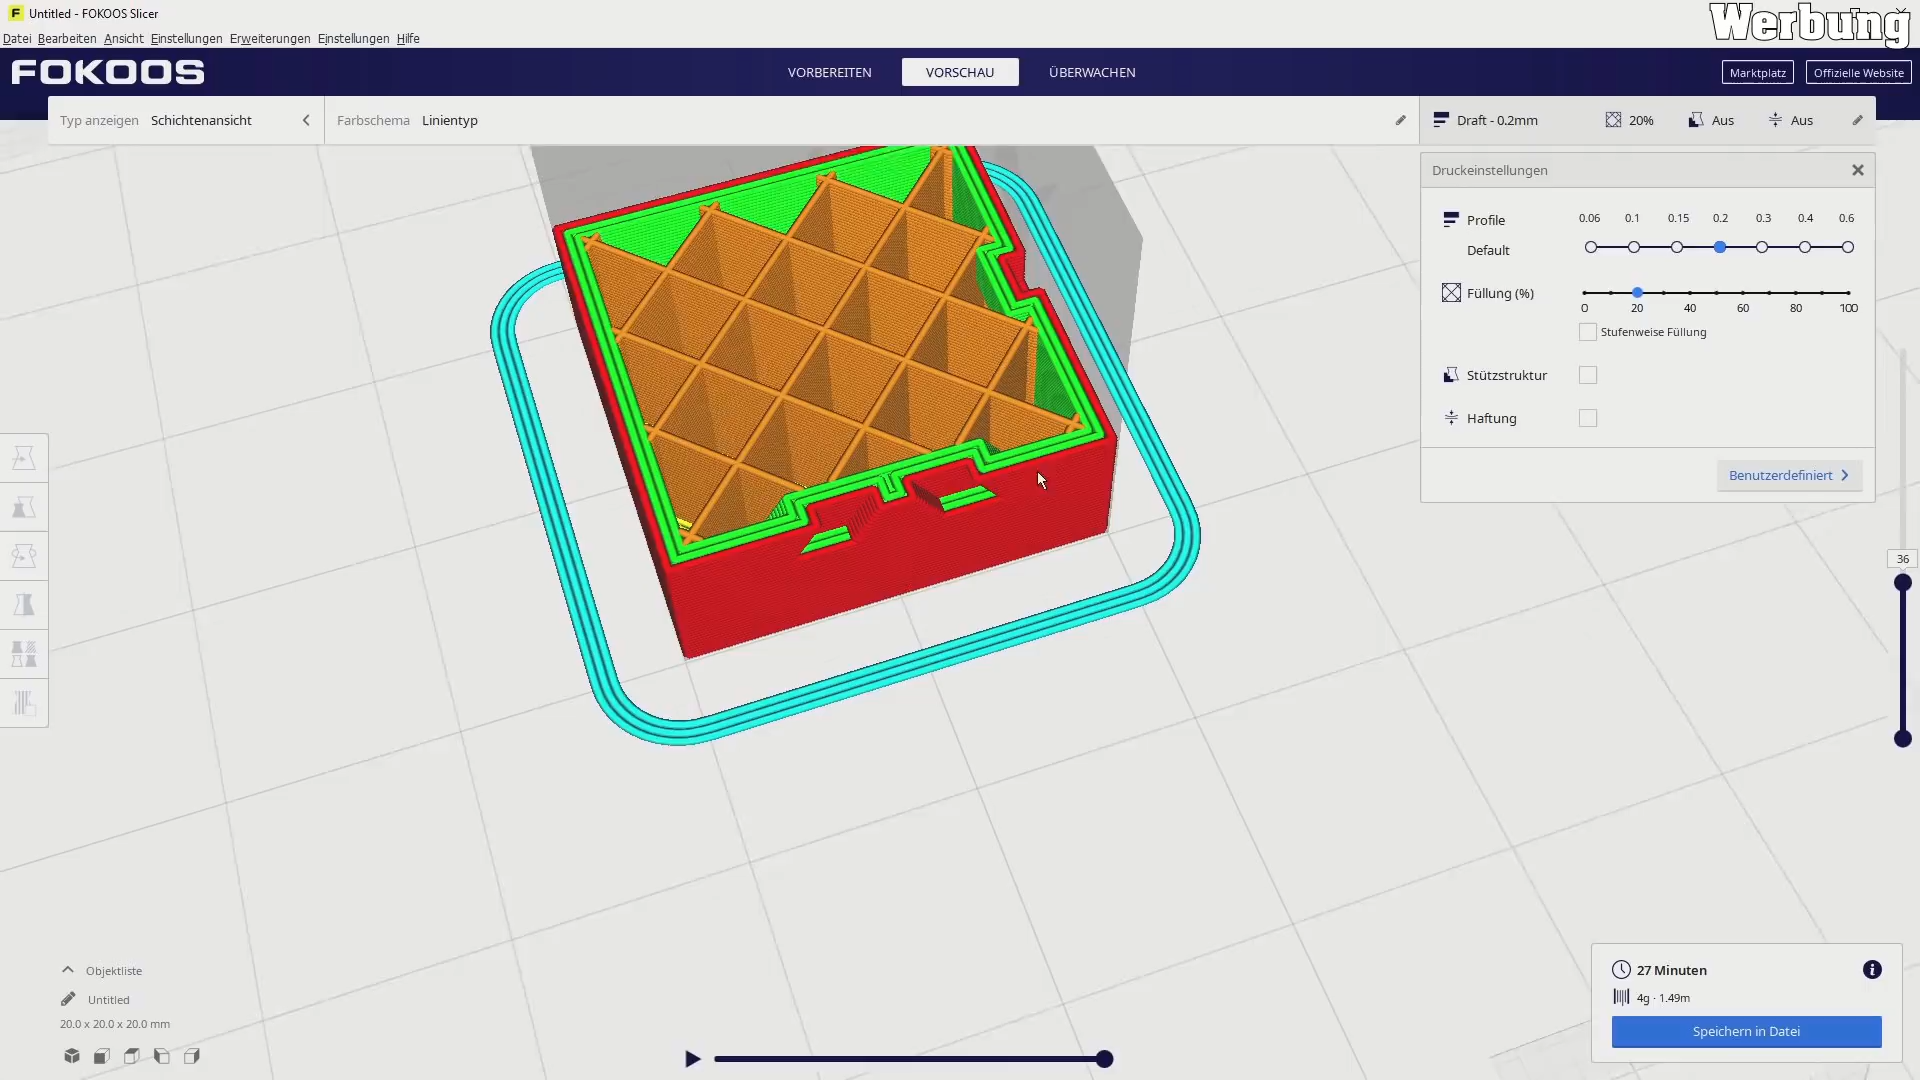 Untitled - FOKOOS Slicer
Werbung
Datei Bearbeiten Ansicht Einstellungen Erweiterungen Einstellungen Hilfe
FOKOOS
VORBEREITEN VORSCHAU ÜBERWACHEN
Marktplatz Offizielle Website
Typ anzeigen Schichtenansicht
Farbschema Linientyp
Draft - 0.2mm 20% Aus Aus
Druckeinstellungen
Profile 0.06 0.1 0.15 0.2 0.3 0.4 0.6
Default
Füllung (%)
0 20 40 60 80 100
Stufenweise Füllung
Stützstruktur
Haftung
Benutzerdefiniert
36
Objektliste
Untitled
20.0 x 20.0 x 20.0 mm
27 Minuten
4g · 1.49m
Speichern in Datei